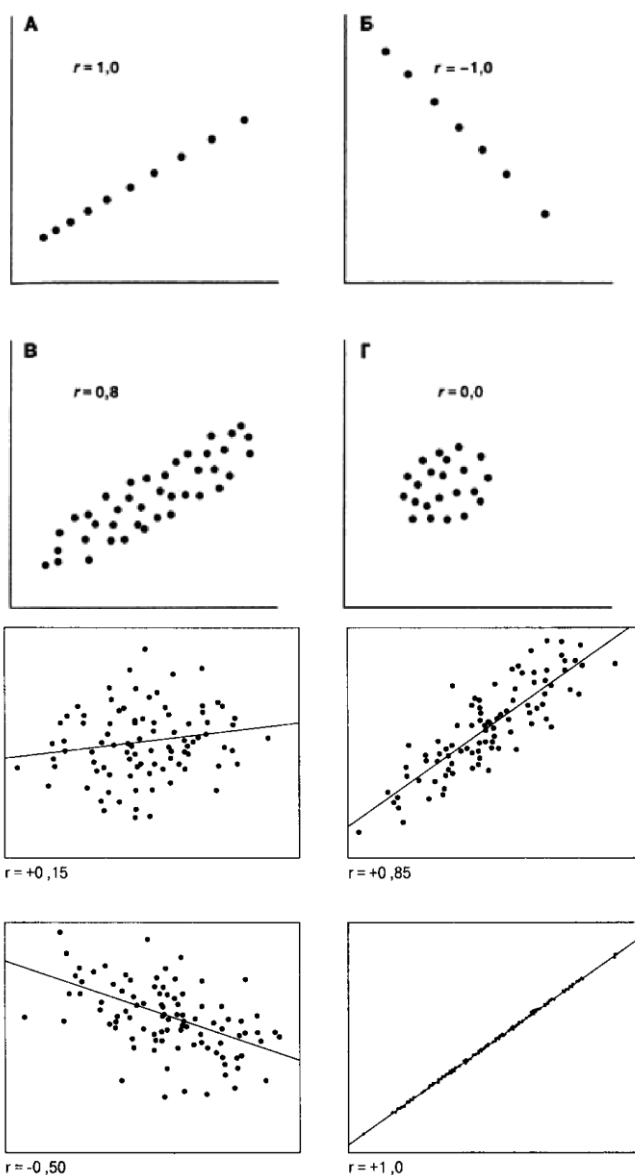 А
r = 1,0
Б
r = –1,0
В
r = 0,8
Г
r = 0,0
r = +0 ,15
r = +0 ,85
r = -0 ,50
r = +1 ,0